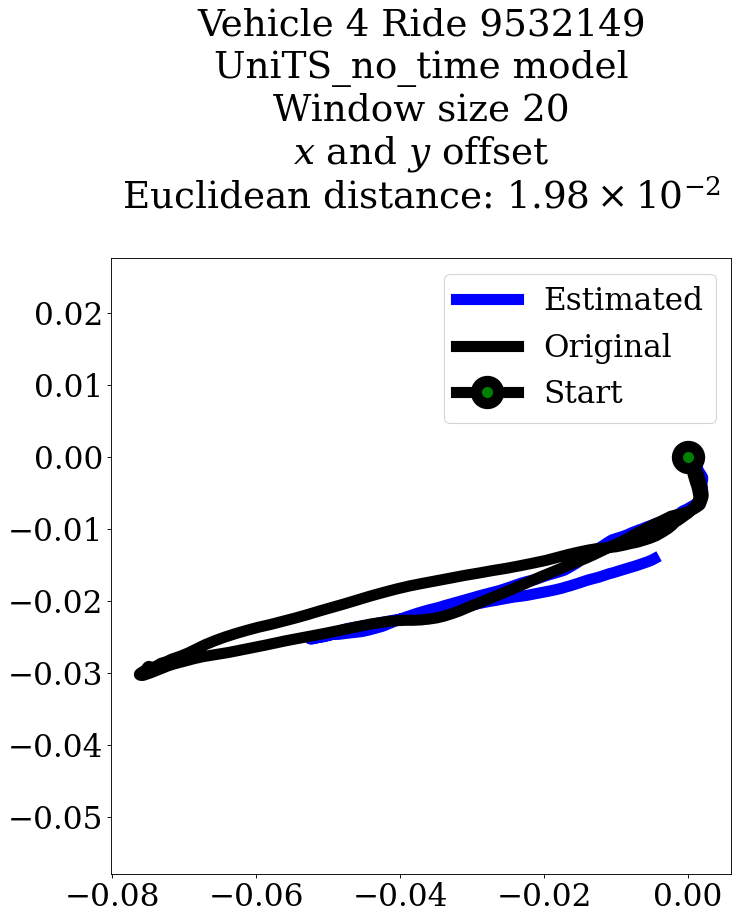 Vehicle 4 Ride 9532149
UniTS_no_time model
Window size 20
x and y offset
Euclidean distance: 1.98 × 10⁻²
Estimated
Original
Start
0.02
0.01
0.00
−0.01
−0.02
−0.03
−0.04
−0.05
−0.08 −0.06 −0.04 −0.02 0.00